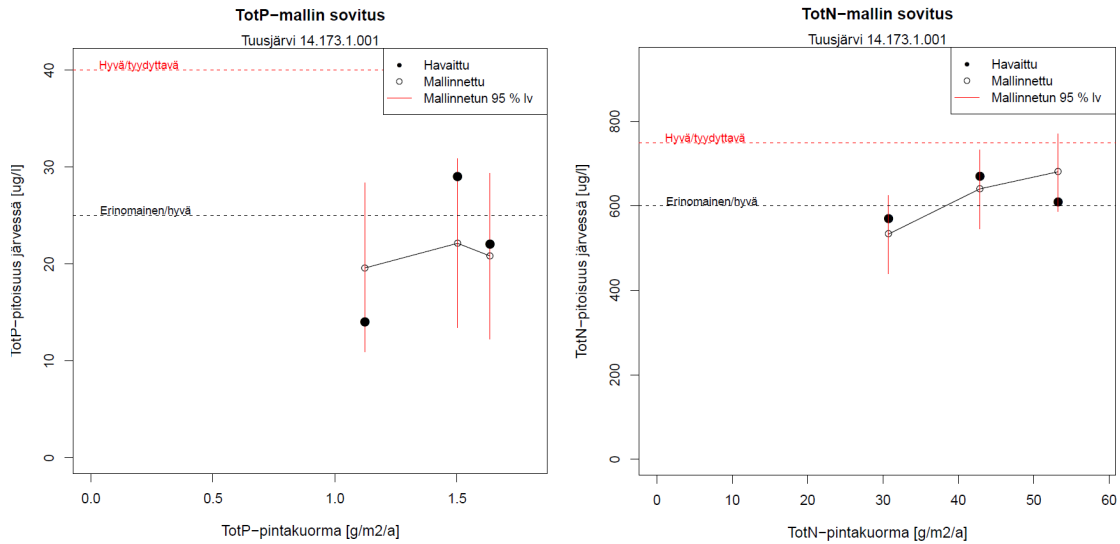 TotP−mallin sovitus
Tuusjärvi 14.173.1.001
Havaittu
Mallinnettu
Mallinnetun 95 % lv
Hyvä/tyydyttavä
Erinomainen/hyvä
TotP−pitoisuus järvessä [ug/l]
0
10
20
30
40
0.0
0.5
1.0
1.5
TotP−pintakuorma [g/m2/a]
TotN−mallin sovitus
Tuusjärvi 14.173.1.001
Havaittu
Mallinnettu
Mallinnetun 95 % lv
Hyvä/tyydyttavä
Erinomainen/hyvä
TotN−pitoisuus järvessä [ug/l]
0
200
400
600
800
0
10
20
30
40
50
60
TotN−pintakuorma [g/m2/a]